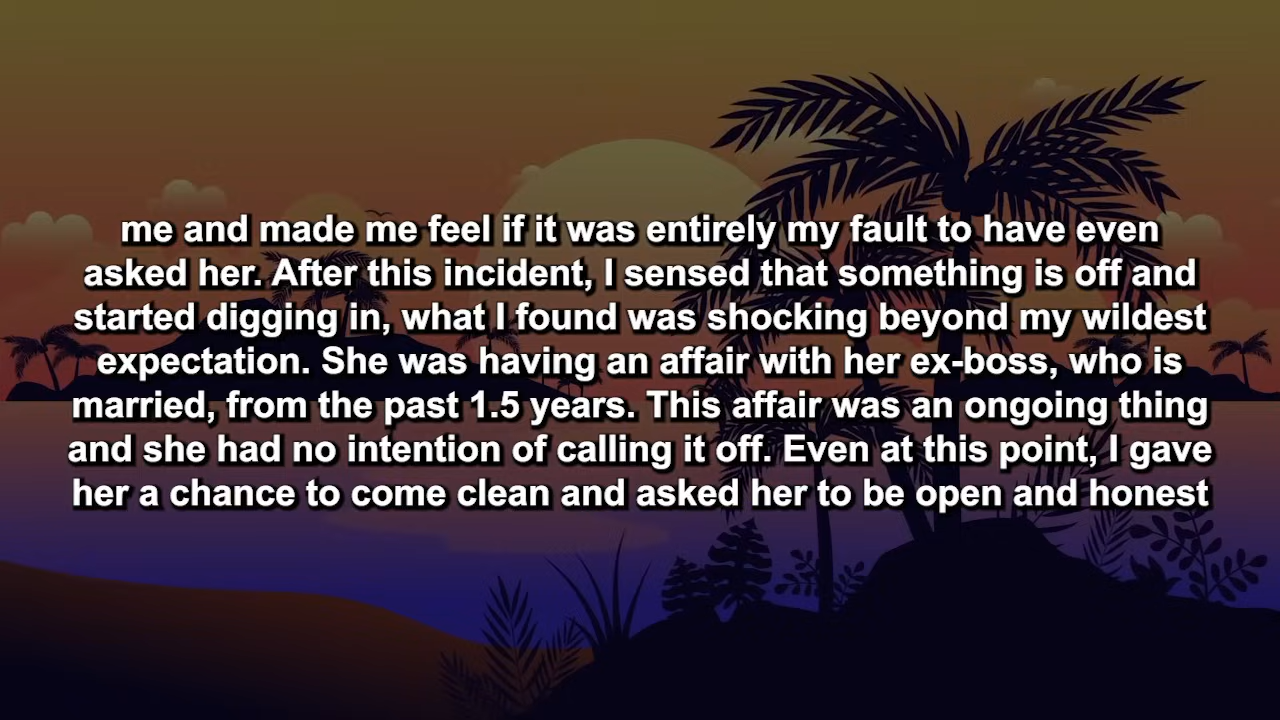 me and made me feel if it was entirely my fault to have even
asked her. After this incident, I sensed that something is off and
started digging in, what I found was shocking beyond my wildest
expectation. She was having an affair with her ex-boss, who is
married, from the past 1.5 years. This affair was an ongoing thing
and she had no intention of calling it off. Even at this point, I gave
her a chance to come clean and asked her to be open and honest